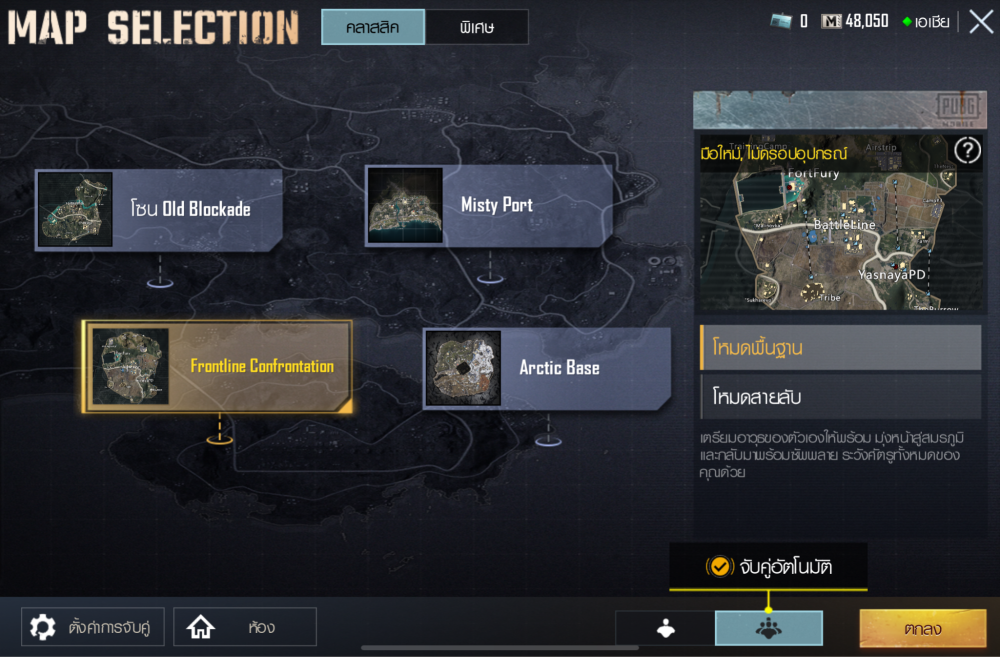 MAP SELECTION
คลาสสิค
พิเศษ
0
M 48,050
เอเชีย
PUBG
MOBILE
มือใหม่, ไม่ดรอปอุปกรณ์
Airstrip
FortFury
BattleLine
YasnayaPD
Tribe
โซน Old Blockade
Misty Port
Frontline Confrontation
Arctic Base
โหมดพื้นฐาน
โหมดสายลับ
เตรียมอาวุธของตัวเองให้พร้อม มุ่งหน้าสู่สมรภูมิ
และกลับมาพร้อมซัพพลาย ระวังศัตรูทั้งหมดของ
คุณด้วย
จับคู่อัตโนมัติ
ตั้งค่าการจับคู่
ห้อง
ตกลง